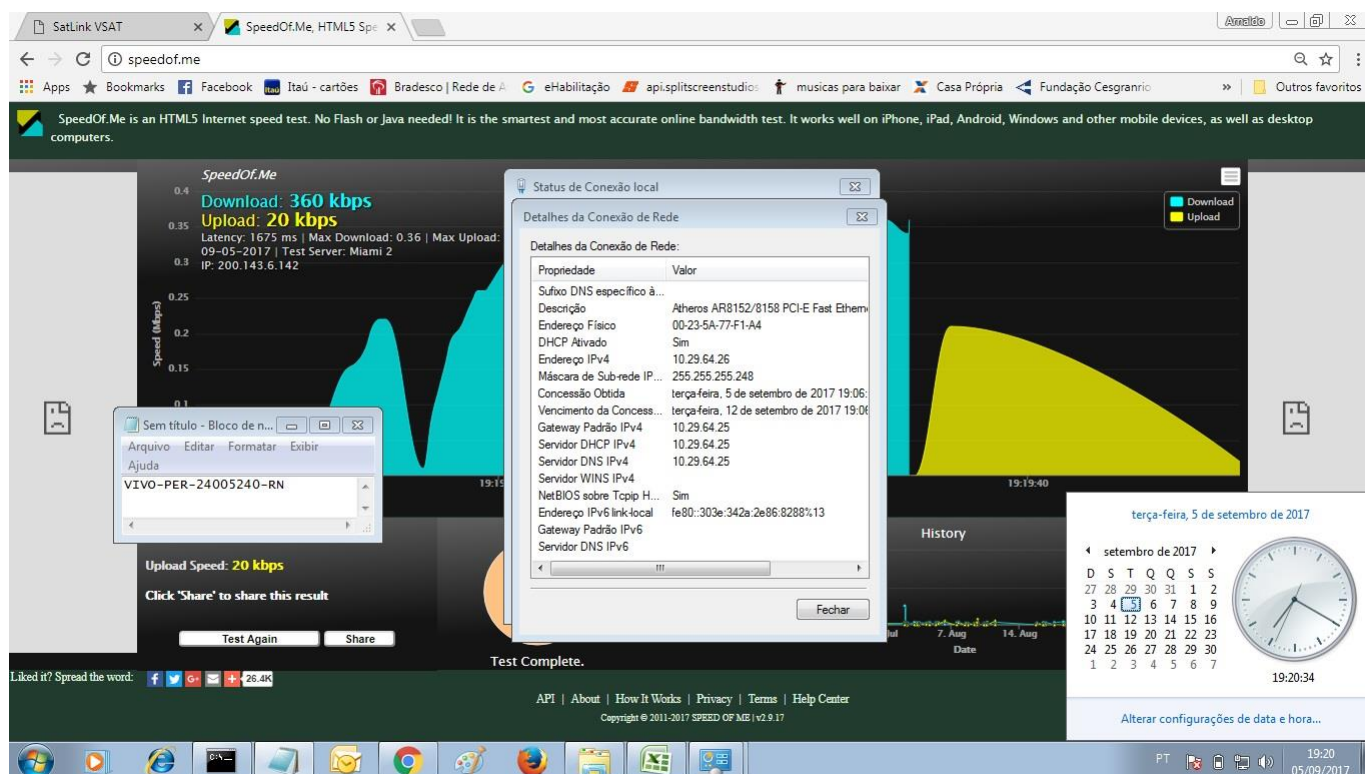 SatLink VSAT
SpeedOf.Me, HTML5 Spe
Arnaldo
speedof.me
Apps Bookmarks Facebook Itaú - cartões Bradesco | Rede de A eHabilitação api.splitscreenstudios musicas para baixar Casa Própria Fundação Cesgranrio » Outros favoritos
SpeedOf.Me is an HTML5 Internet speed test. No Flash or Java needed! It is the smartest and most accurate online bandwidth test. It works well on iPhone, iPad, Android, Windows and other mobile devices, as well as desktop
computers.
SpeedOf.Me
Download: 360 kbps
Upload: 20 kbps
Latency: 1675 ms | Max Download: 0.36 | Max Upload:
09-05-2017 | Test Server: Miami 2
IP: 200.143.6.142
0.4
0.35
0.3
0.25
0.2
0.15
0.1
Speed (Mbps)
Download
Upload
19:19:40
Status de Conexão local
Detalhes da Conexão de Rede
Detalhes da Conexão de Rede:
Propriedade Valor
Sufixo DNS específico à...
Descrição Atheros AR8152/8158 PCI-E Fast Ethern
Endereço Físico 00-23-5A-77-F1-A4
DHCP Ativado Sim
Endereço IPv4 10.29.64.26
Máscara de Sub-rede IP... 255.255.255.248
Concessão Obtida terça-feira, 5 de setembro de 2017 19:06:
Vencimento da Concess... terça-feira, 12 de setembro de 2017 19:06
Gateway Padrão IPv4 10.29.64.25
Servidor DHCP IPv4 10.29.64.25
Servidor DNS IPv4 10.29.64.25
Servidor WINS IPv4
NetBIOS sobre Tcpip H... Sim
Endereço IPv6 link-local fe80::303e:342a:2e86:8288%13
Gateway Padrão IPv6
Servidor DNS IPv6
Fechar
Sem título - Bloco de n...
Arquivo Editar Formatar Exibir
Ajuda
VIVO-PER-24005240-RN
Upload Speed: 20 kbps
Click 'Share' to share this result
Test Again Share
Test Complete.
History
7. Aug 14. Aug
Date
terça-feira, 5 de setembro de 2017
setembro de 2017
D S T Q Q S S
27 28 29 30 31 1 2
3 4 5 6 7 8 9
10 11 12 13 14 15 16
17 18 19 20 21 22 23
24 25 26 27 28 29 30
1 2 3 4 5 6 7
19:20:34
Alterar configurações de data e hora...
Liked it? Spread the word: 26.4K
API | About | How It Works | Privacy | Terms | Help Center
Copyright © 2011-2017 SPEED OF ME | v2.9.17
PT
19:20
05/09/2017